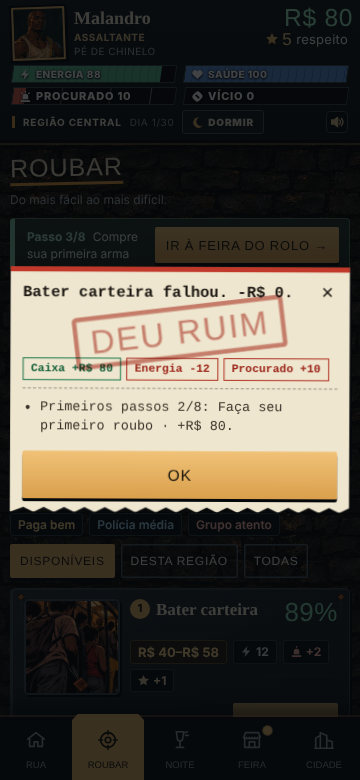 Malandro
ASSALTANTE
PÉ DE CHINELO
R$ 80
5 respeito
ENERGIA 88
SAÚDE 100
PROCURADO 10
VÍCIO 0
REGIÃO CENTRAL DIA 1/30
DORMIR
ROUBAR
Do mais fácil ao mais difícil.
Passo 3/8 Compre
sua primeira arma
IR À FEIRA DO ROLO →
Bater carteira falhou. -R$ 0.
×
DEU RUIM
Caixa +R$ 80
Energia -12
Procurado +10
• Primeiros passos 2/8: Faça seu
primeiro roubo · +R$ 80.
OK
Paga bem
Polícia média
Grupo atento
DISPONÍVEIS
DESTA REGIÃO
TODAS
1 Bater carteira
89%
R$ 40–R$ 58
12
+2
+1
RUA
ROUBAR
NOITE
FEIRA
CIDADE